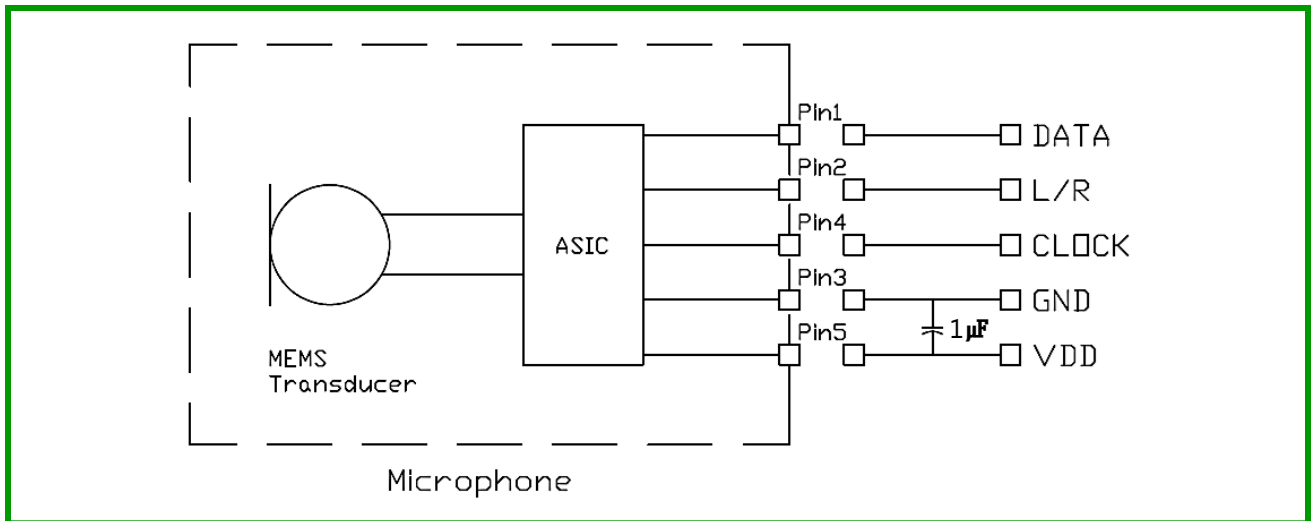 Pin1
DATA
Pin2
L/R
Pin4
CLOCK
ASIC
Pin3
GND
1µF
Pin5
VDD
MEMS
Transducer
Microphone